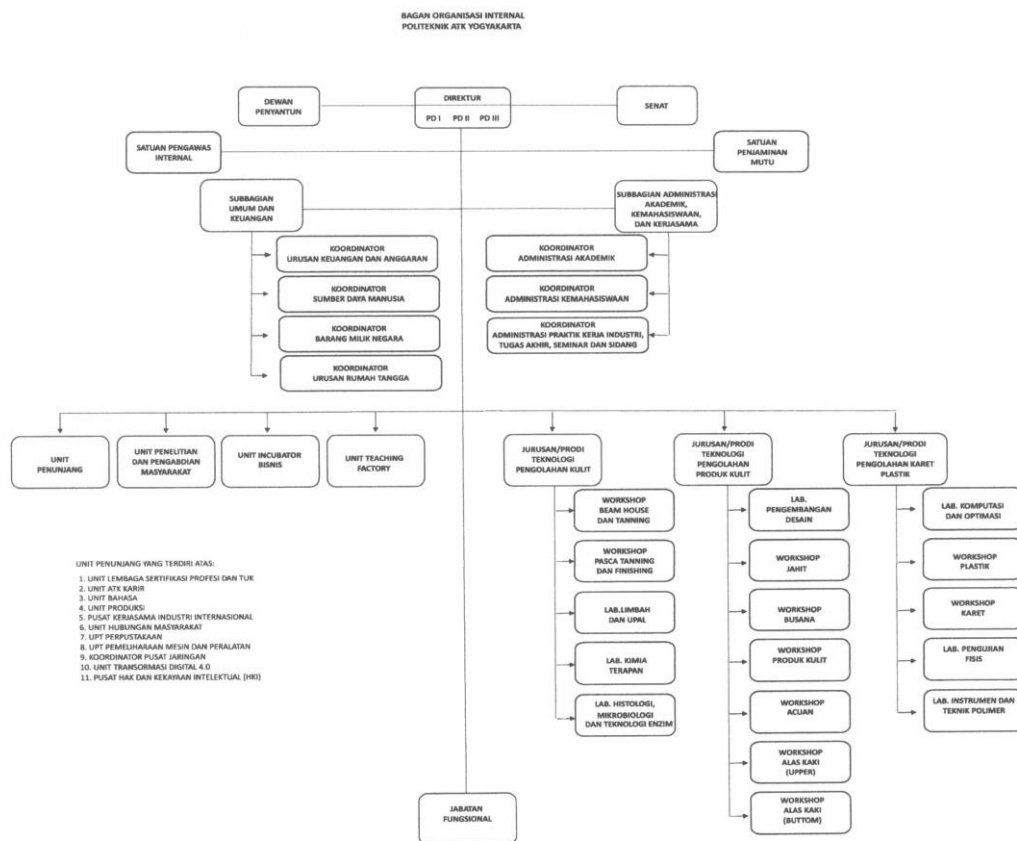 BAGAN ORGANISASI INTERNAL
POLITEKNIK ATK YOGYAKARTA
DEWAN
PENYANTUN
DIREKTUR
PD I PD II PD III
SENAT
SATUAN PENGAWAS
INTERNAL
SATUAN
PENJAMINAN
MUTU
SUBBAGIAN
UMUM DAN
KEUANGAN
SUBBAGIAN ADMINISTRASI
AKADEMIK,
KEMAHASISWAAN,
DAN KERJASAMA
KOORDINATOR
URUSAN KEUANGAN DAN ANGGARAN
KOORDINATOR
SUMBER DAYA MANUSIA
KOORDINATOR
BARANG MILIK NEGARA
KOORDINATOR
URUSAN RUMAH TANGGA
KOORDINATOR
ADMINISTRASI AKADEMIK
KOORDINATOR
ADMINISTRASI KEMAHASISWAAN
KOORDINATOR
ADMINISTRASI PRAKTIK KERJA INDUSTRI,
TUGAS AKHIR, SEMINAR DAN SIDANG
UNIT
PENUNJANG
UNIT PENELITIAN
DAN PENGABDIAN
MASYARAKAT
UNIT INCUBATOR
BISNIS
UNIT TEACHING
FACTORY
JURUSAN/PRODI
TEKNOLOGI
PENGOLAHAN KULIT
JURUSAN/PRODI
TEKNOLOGI
PENGOLAHAN
PRODUK KULIT
JURUSAN/PRODI
TEKNOLOGI
PENGOLAHAN KARET
PLASTIK
WORKSHOP
BEAM HOUSE
DAN TANNING
WORKSHOP
PASCA TANNING
DAN FINISHING
LAB.LIMBAH
DAN UPAL
LAB. KIMIA
TERAPAN
LAB. HISTOLOGI,
MIKROBIOLOGI
DAN TEKNOLOGI ENZIM
LAB.
PENGEMBANGAN
DESAIN
WORKSHOP
JAHIT
WORKSHOP
BUSANA
WORKSHOP
PRODUK KULIT
WORKSHOP
ACUAN
WORKSHOP
ALAS KAKI
(UPPER)
WORKSHOP
ALAS KAKI
(BUTTOM)
LAB. KOMPUTASI
DAN OPTIMASI
WORKSHOP
PLASTIK
WORKSHOP
KARET
LAB. PENGUJIAN
FISIS
LAB. INSTRUMEN DAN
TEKNIK POLIMER
UNIT PENUNJANG YANG TERDIRI ATAS:
1. UNIT LEMBAGA SERTIFIKASI PROFESI DAN TUK
2. UNIT ATK KARIR
3. UNIT BAHASA
4. UNIT PRODUKSI
5. PUSAT KERJASAMA INDUSTRI INTERNASIONAL
6. UNIT HUBUNGAN MASYARAKAT
7. UPT PERPUSTAKAAN
8. UPT PEMELIHARAAN MESIN DAN PERALATAN
9. KOORDINATOR PUSAT JARINGAN
10. UNIT TRANSORMASI DIGITAL 4.0
11. PUSAT HAK DAN KEKAYAAN INTELEKTUAL (HKI)
JABATAN
FUNGSIONAL